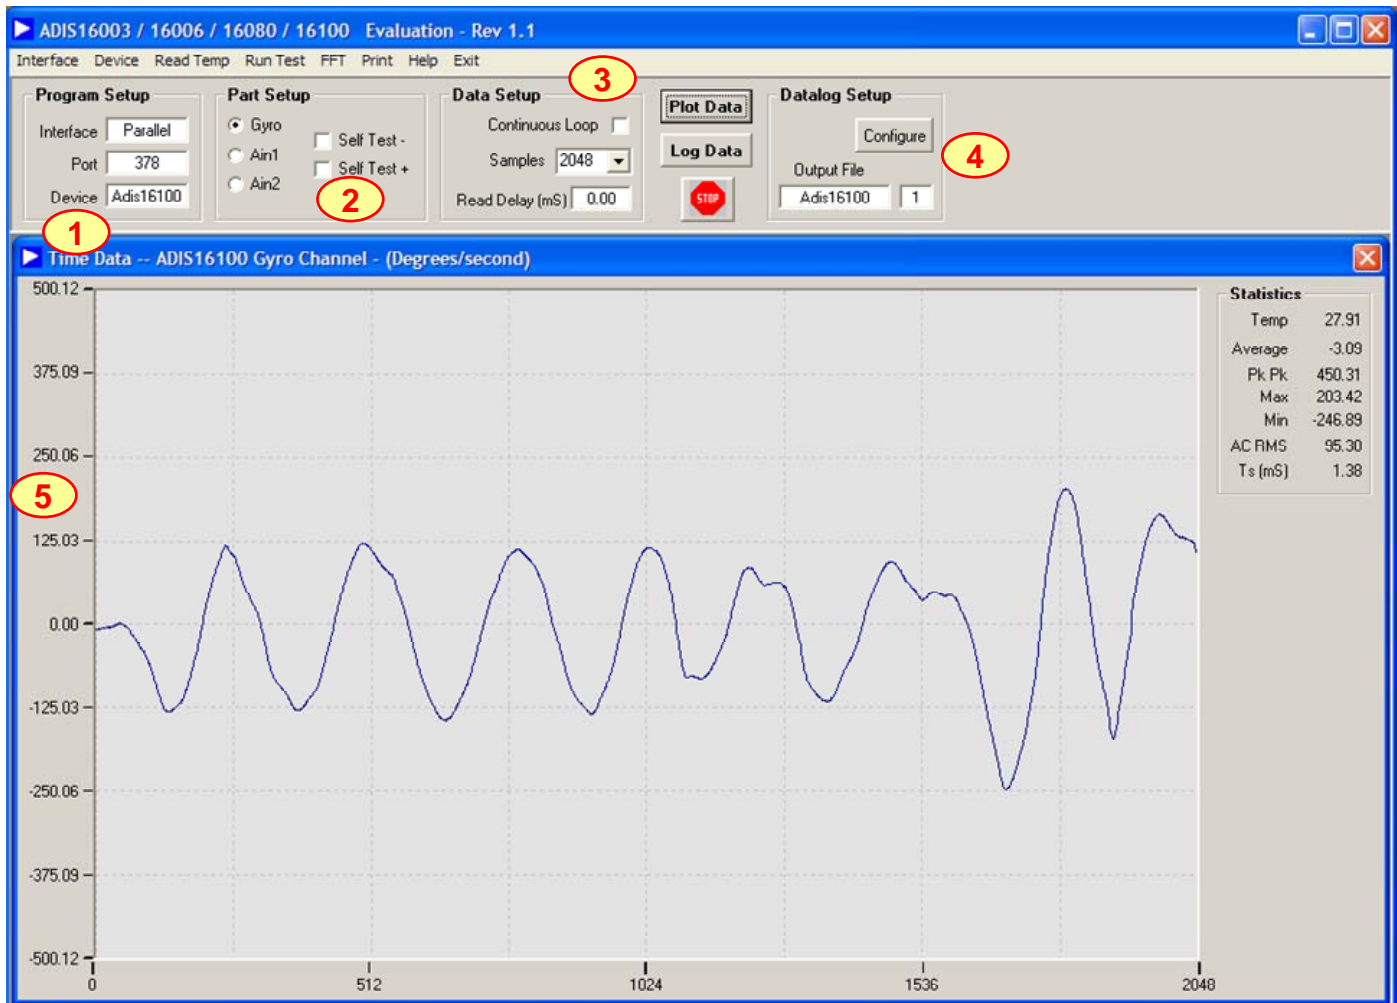 ADIS16003 / 16006 / 16080 / 16100 Evaluation - Rev 1.1
Interface Device Read Temp Run Test FFT Print Help Exit
Program Setup
Interface Parallel
Port 378
Device Adis16100
1
Part Setup
Gyro
Ain1
Ain2
Self Test -
Self Test +
2
3
Data Setup
Continuous Loop
Samples 2048
Read Delay (mS) 0.00
Plot Data
Log Data
STOP
Datalog Setup
Configure
4
Output File
Adis16100 1
Time Data -- ADIS16100 Gyro Channel - (Degrees/second)
500.12
375.09
250.06
5
125.03
0.00
-125.03
-250.06
-375.09
-500.12
0 512 1024 1536 2048
Statistics
Temp 27.91
Average -3.09
Pk Pk 450.31
Max 203.42
Min -246.89
AC RMS 95.30
Ts (mS) 1.38